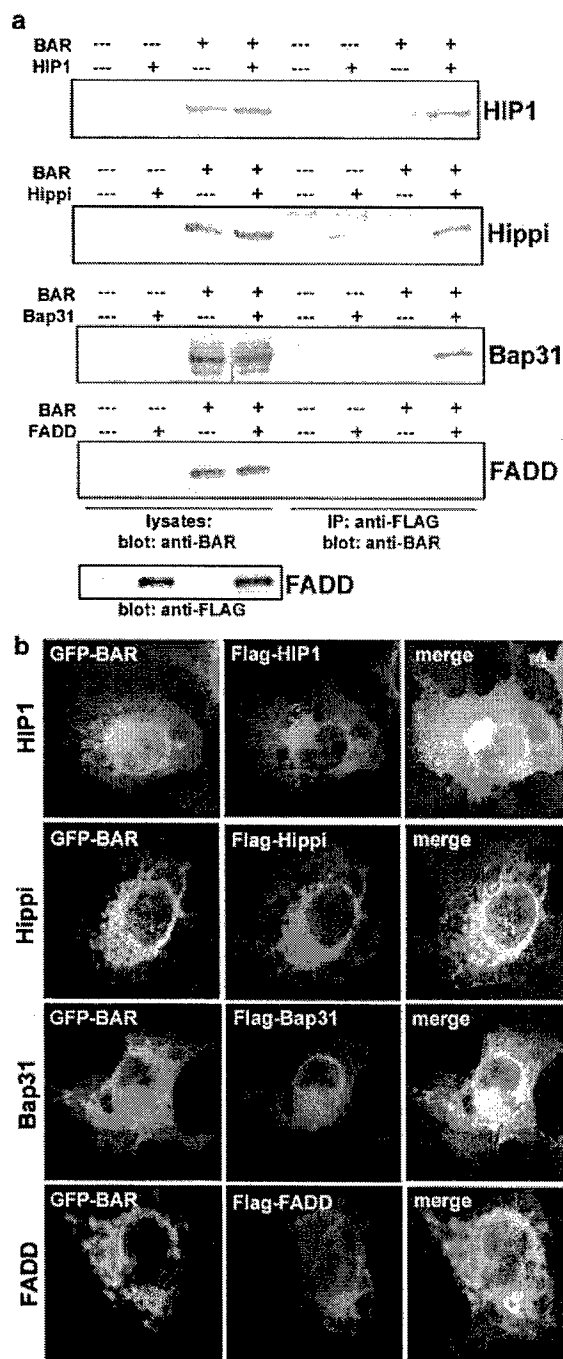 a
BAR --- --- + + --- --- + +
HIP1 --- + --- + --- + --- +
HIP1
BAR --- --- + + --- --- + +
Hippi --- + --- + --- + --- +
Hippi
BAR --- --- + + --- --- + +
Bap31 --- + --- + --- + --- +
Bap31
BAR --- --- + + --- --- + +
FADD --- + --- + --- + --- +
FADD
lysates: IP: anti-FLAG
blot: anti-BAR blot: anti-BAR
FADD
blot: anti-FLAG
b
HIP1
GFP-BAR Flag-HIP1 merge
Hippi
GFP-BAR Flag-Hippi merge
Bap31
GFP-BAR Flag-Bap31 merge
FADD
GFP-BAR Flag-FADD merge